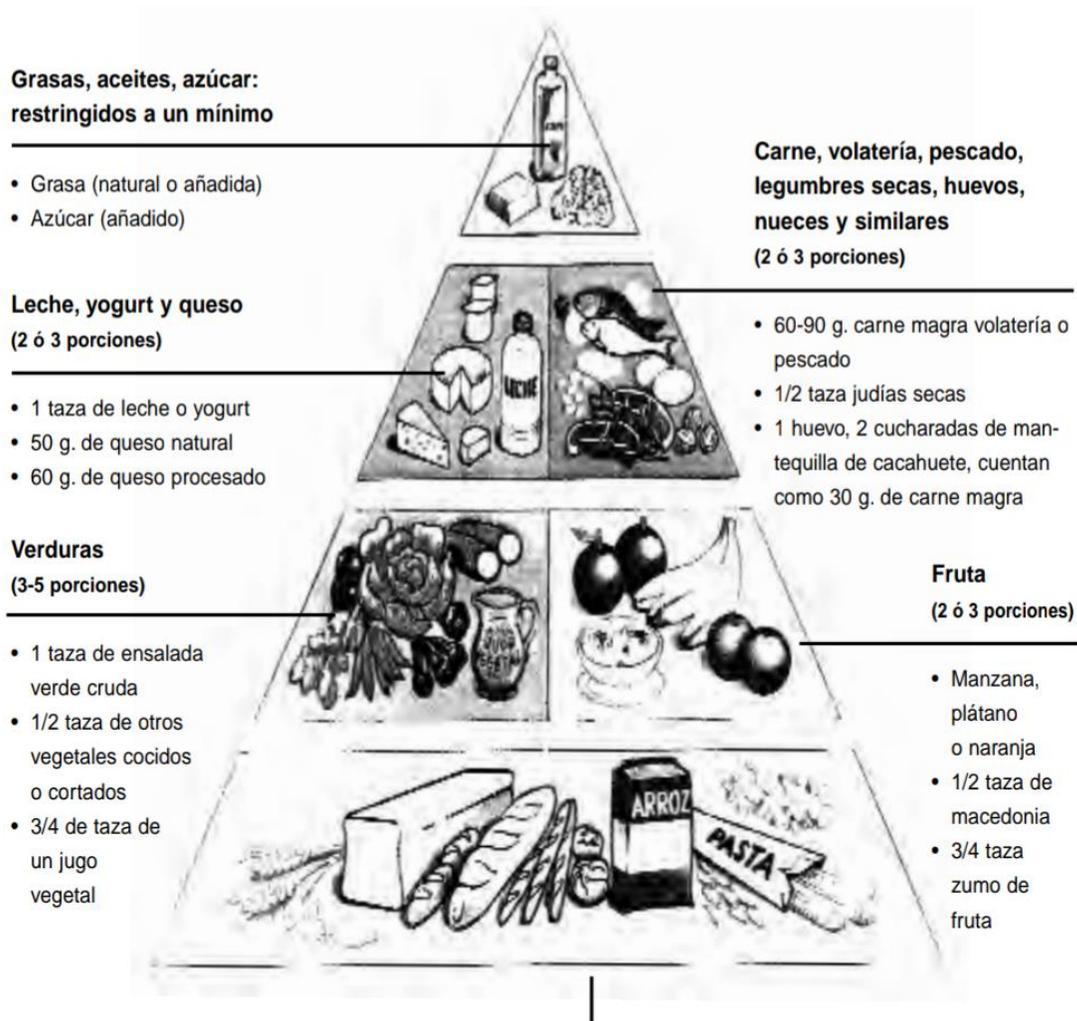 Grasas, aceites, azúcar:
restringidos a un mínimo
• Grasa (natural o añadida)
• Azúcar (añadido)
Carne, volatería, pescado,
legumbres secas, huevos,
nueces y similares
(2 ó 3 porciones)
• 60-90 g. carne magra volatería o
pescado
• 1/2 taza judías secas
• 1 huevo, 2 cucharadas de man-
tequilla de cacahuete, cuentan
como 30 g. de carne magra
Leche, yogurt y queso
(2 ó 3 porciones)
• 1 taza de leche o yogurt
• 50 g. de queso natural
• 60 g. de queso procesado
LECHE
Verduras
(3-5 porciones)
• 1 taza de ensalada
verde cruda
• 1/2 taza de otros
vegetales cocidos
o cortados
• 3/4 de taza de
un jugo
vegetal
Fruta
(2 ó 3 porciones)
• Manzana,
plátano
o naranja
• 1/2 taza de
macedonia
• 3/4 taza
zumo de
fruta
ARROZ
PASTA